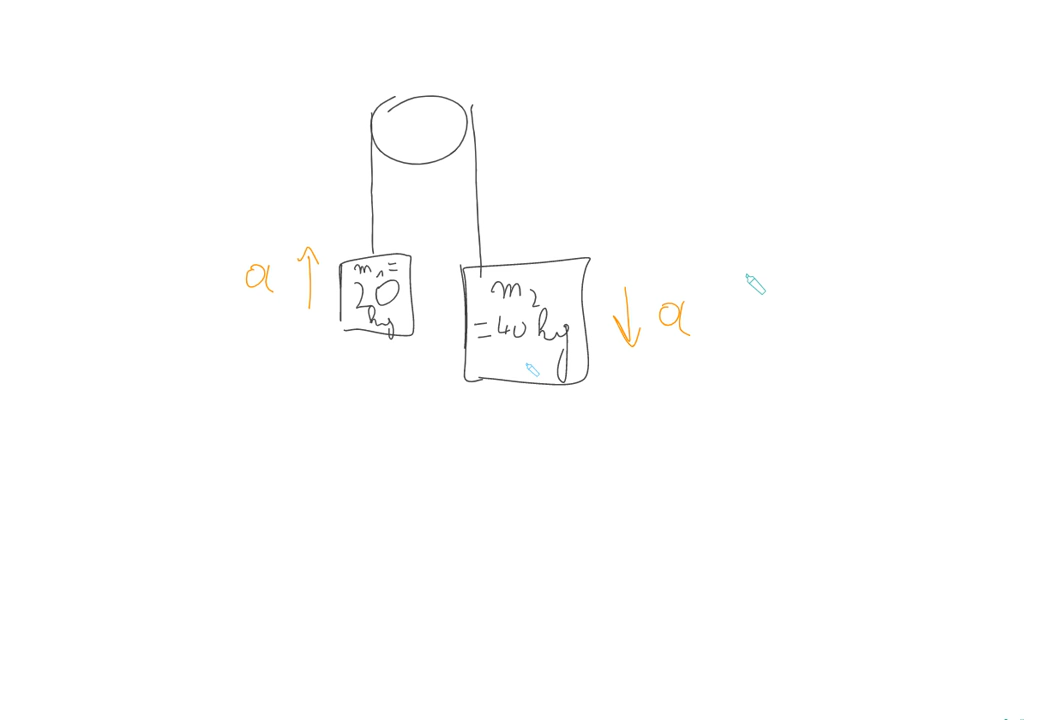 a
m₁ =
20
kg
m₂
= 40 kg
a